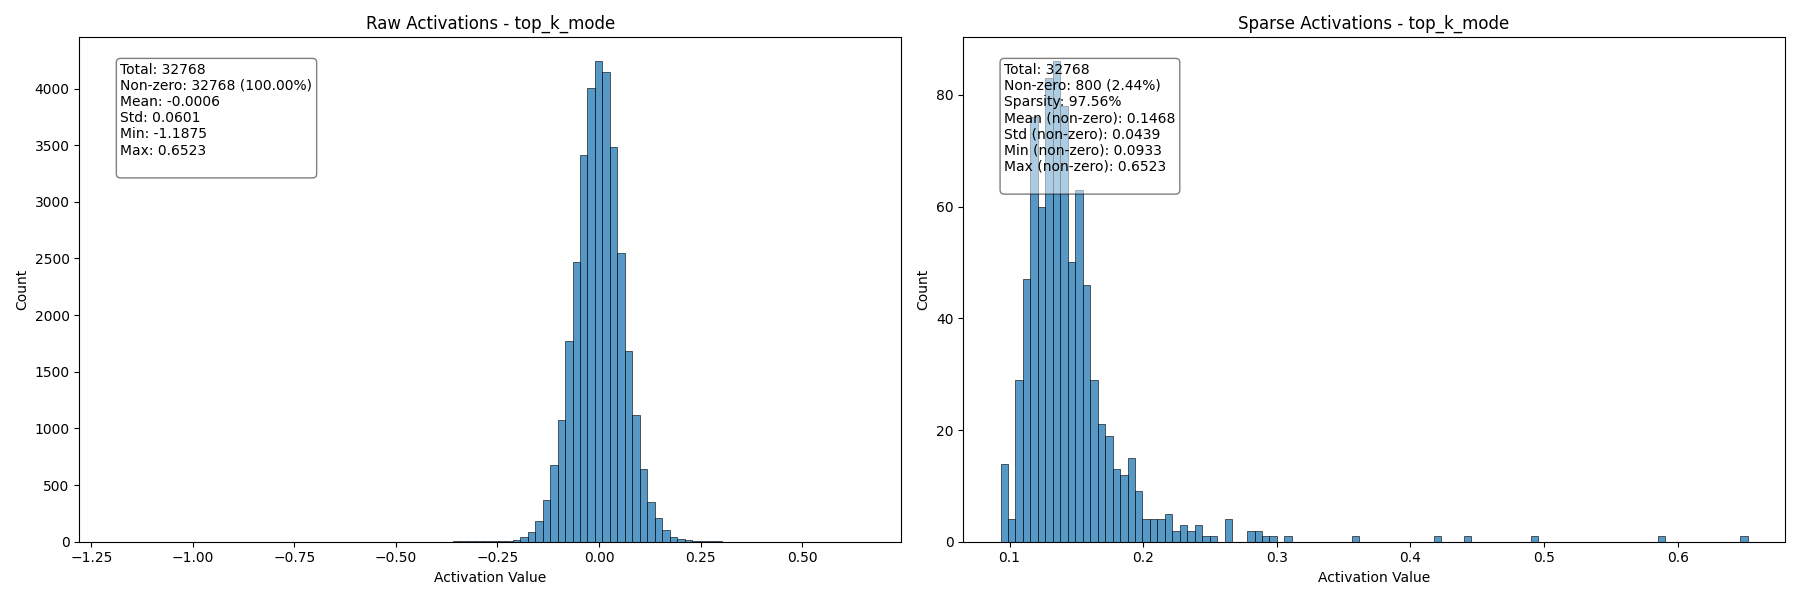 Raw Activations - top_k_mode
Total: 32768
Non-zero: 32768 (100.00%)
Mean: -0.0006
Std: 0.0601
Min: -1.1875
Max: 0.6523
4000
3500
3000
2500
2000
1500
1000
500
0
Count
−1.25
−1.00
−0.75
−0.50
−0.25
0.00
0.25
0.50
Activation Value
Sparse Activations - top_k_mode
Total: 32768
Non-zero: 800 (2.44%)
Sparsity: 97.56%
Mean (non-zero): 0.1468
Std (non-zero): 0.0439
Min (non-zero): 0.0933
Max (non-zero): 0.6523
80
60
40
20
0
Count
0.1
0.2
0.3
0.4
0.5
0.6
Activation Value